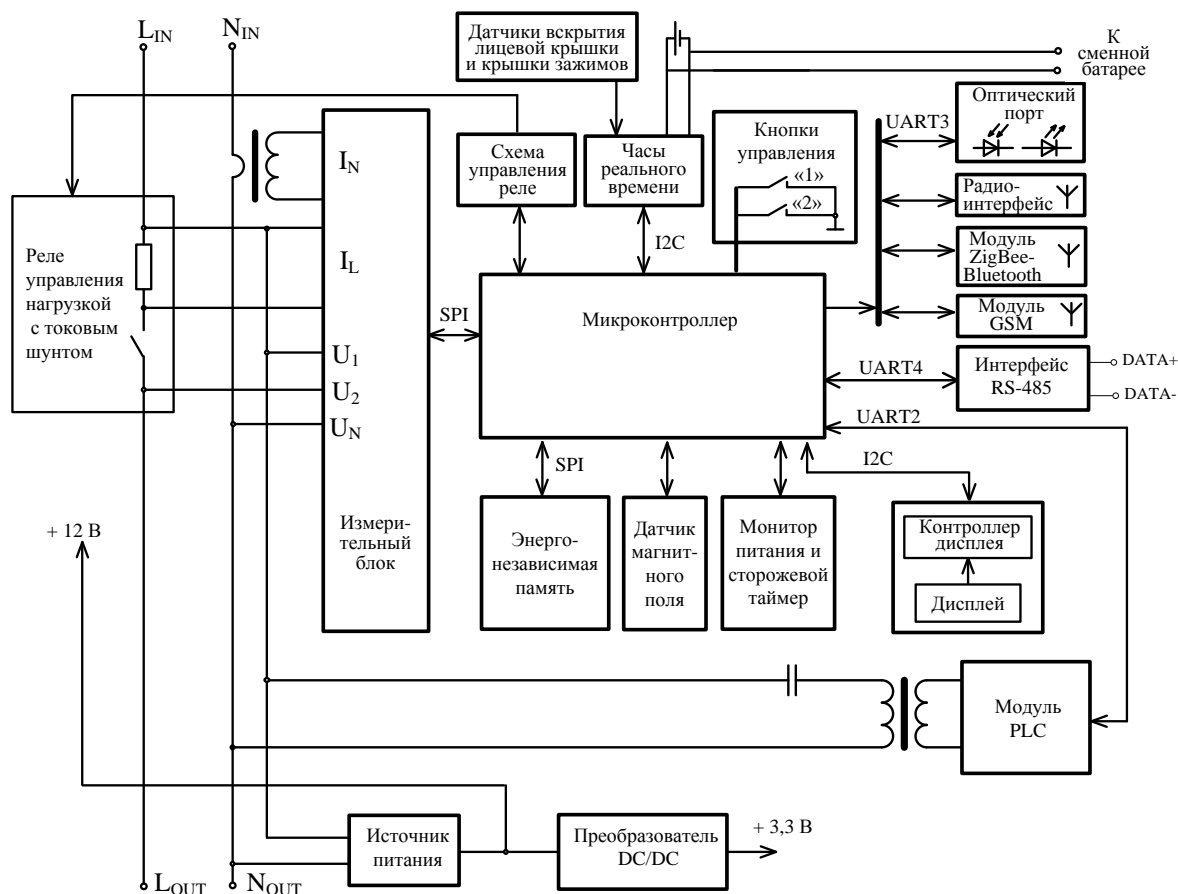 L_IN
N_IN
Датчики вскрытия
лицевой крышки
и крышки зажимов
К
сменной
батарее
I_N
Схема
управления
реле
Часы
реального
времени
Кнопки
управления
«1»
«2»
UART3
Оптический
порт
Радио-
интерфейс
Модуль
ZigBee-
Bluetooth
Модуль
GSM
Реле
управления
нагрузкой
с токовым
шунтом
I_L
U_1
U_2
U_N
I2C
SPI
Микроконтроллер
UART4
Интерфейс
RS-485
DATA+
DATA-
UART2
I2C
SPI
+ 12 В
Измери-
тельный
блок
Энерго-
независимая
память
Датчик
магнит-
ного
поля
Монитор
питания и
сторожевой
таймер
Контроллер
дисплея
Дисплей
Модуль
PLC
Источник
питания
Преобразователь
DC/DC
+ 3,3 В
L_OUT
N_OUT